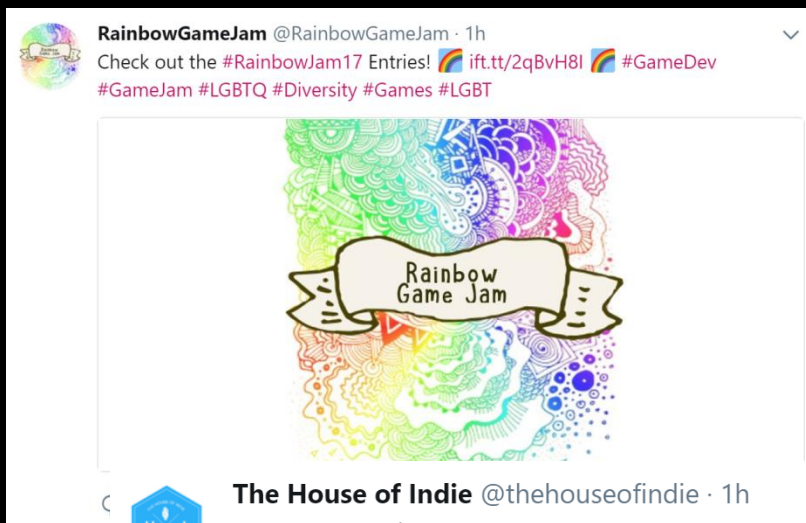 RainbowGameJam @RainbowGameJam · 1h
Check out the #RainbowJam17 Entries! 🌈 ift.tt/2qBvH8I 🌈 #GameDev
#GameJam #LGBTQ #Diversity #Games #LGBT
Rainbow
Game Jam
The House of Indie @thehouseofindie · 1h